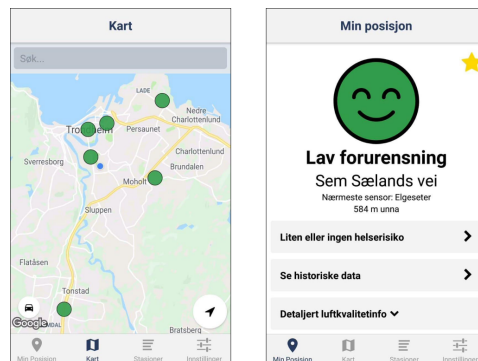 Kart
Søk...
LADE
Nedre
Charlottenlund
Persaunet
Charlottenlund
Sverresborg
Brundalen
Moholt
Sluppen
Flatåsen
Tonstad
Google
Bratsberg
Min Posisjon
Kart
Stasjoner
Innstillinger
Min posisjon
Lav forurensning
Sem Sælands vei
Nærmeste sensor: Elgeseter
584 m unna
Liten eller ingen helserisiko
Se historiske data
Detaljert luftkvalitetinfo
Min Posisjon
Kart
Stasjoner
Innstillinger